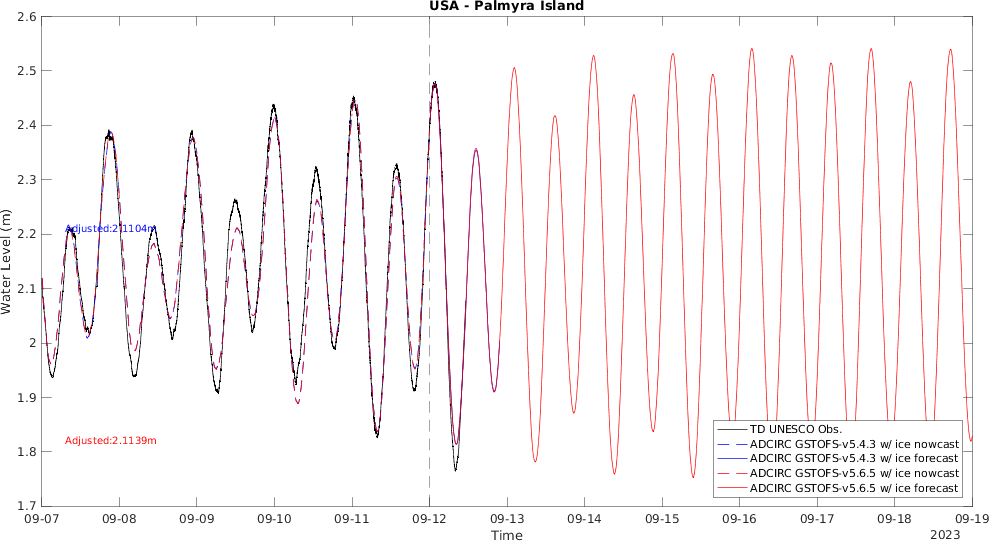 USA - Palmyra Island
2.6
2.5
2.4
2.3
2.2
2.1
2
1.9
1.8
1.7
Water Level (m)
Adjusted:2.1104m
Adjusted:2.1139m
TD UNESCO Obs.
ADCIRC GSTOFS-v5.4.3 w/ ice nowcast
ADCIRC GSTOFS-v5.4.3 w/ ice forecast
ADCIRC GSTOFS-v5.6.5 w/ ice nowcast
ADCIRC GSTOFS-v5.6.5 w/ ice forecast
09-07 09-08 09-09 09-10 09-11 09-12 09-13 09-14 09-15 09-16 09-17 09-18 09-19
Time
2023